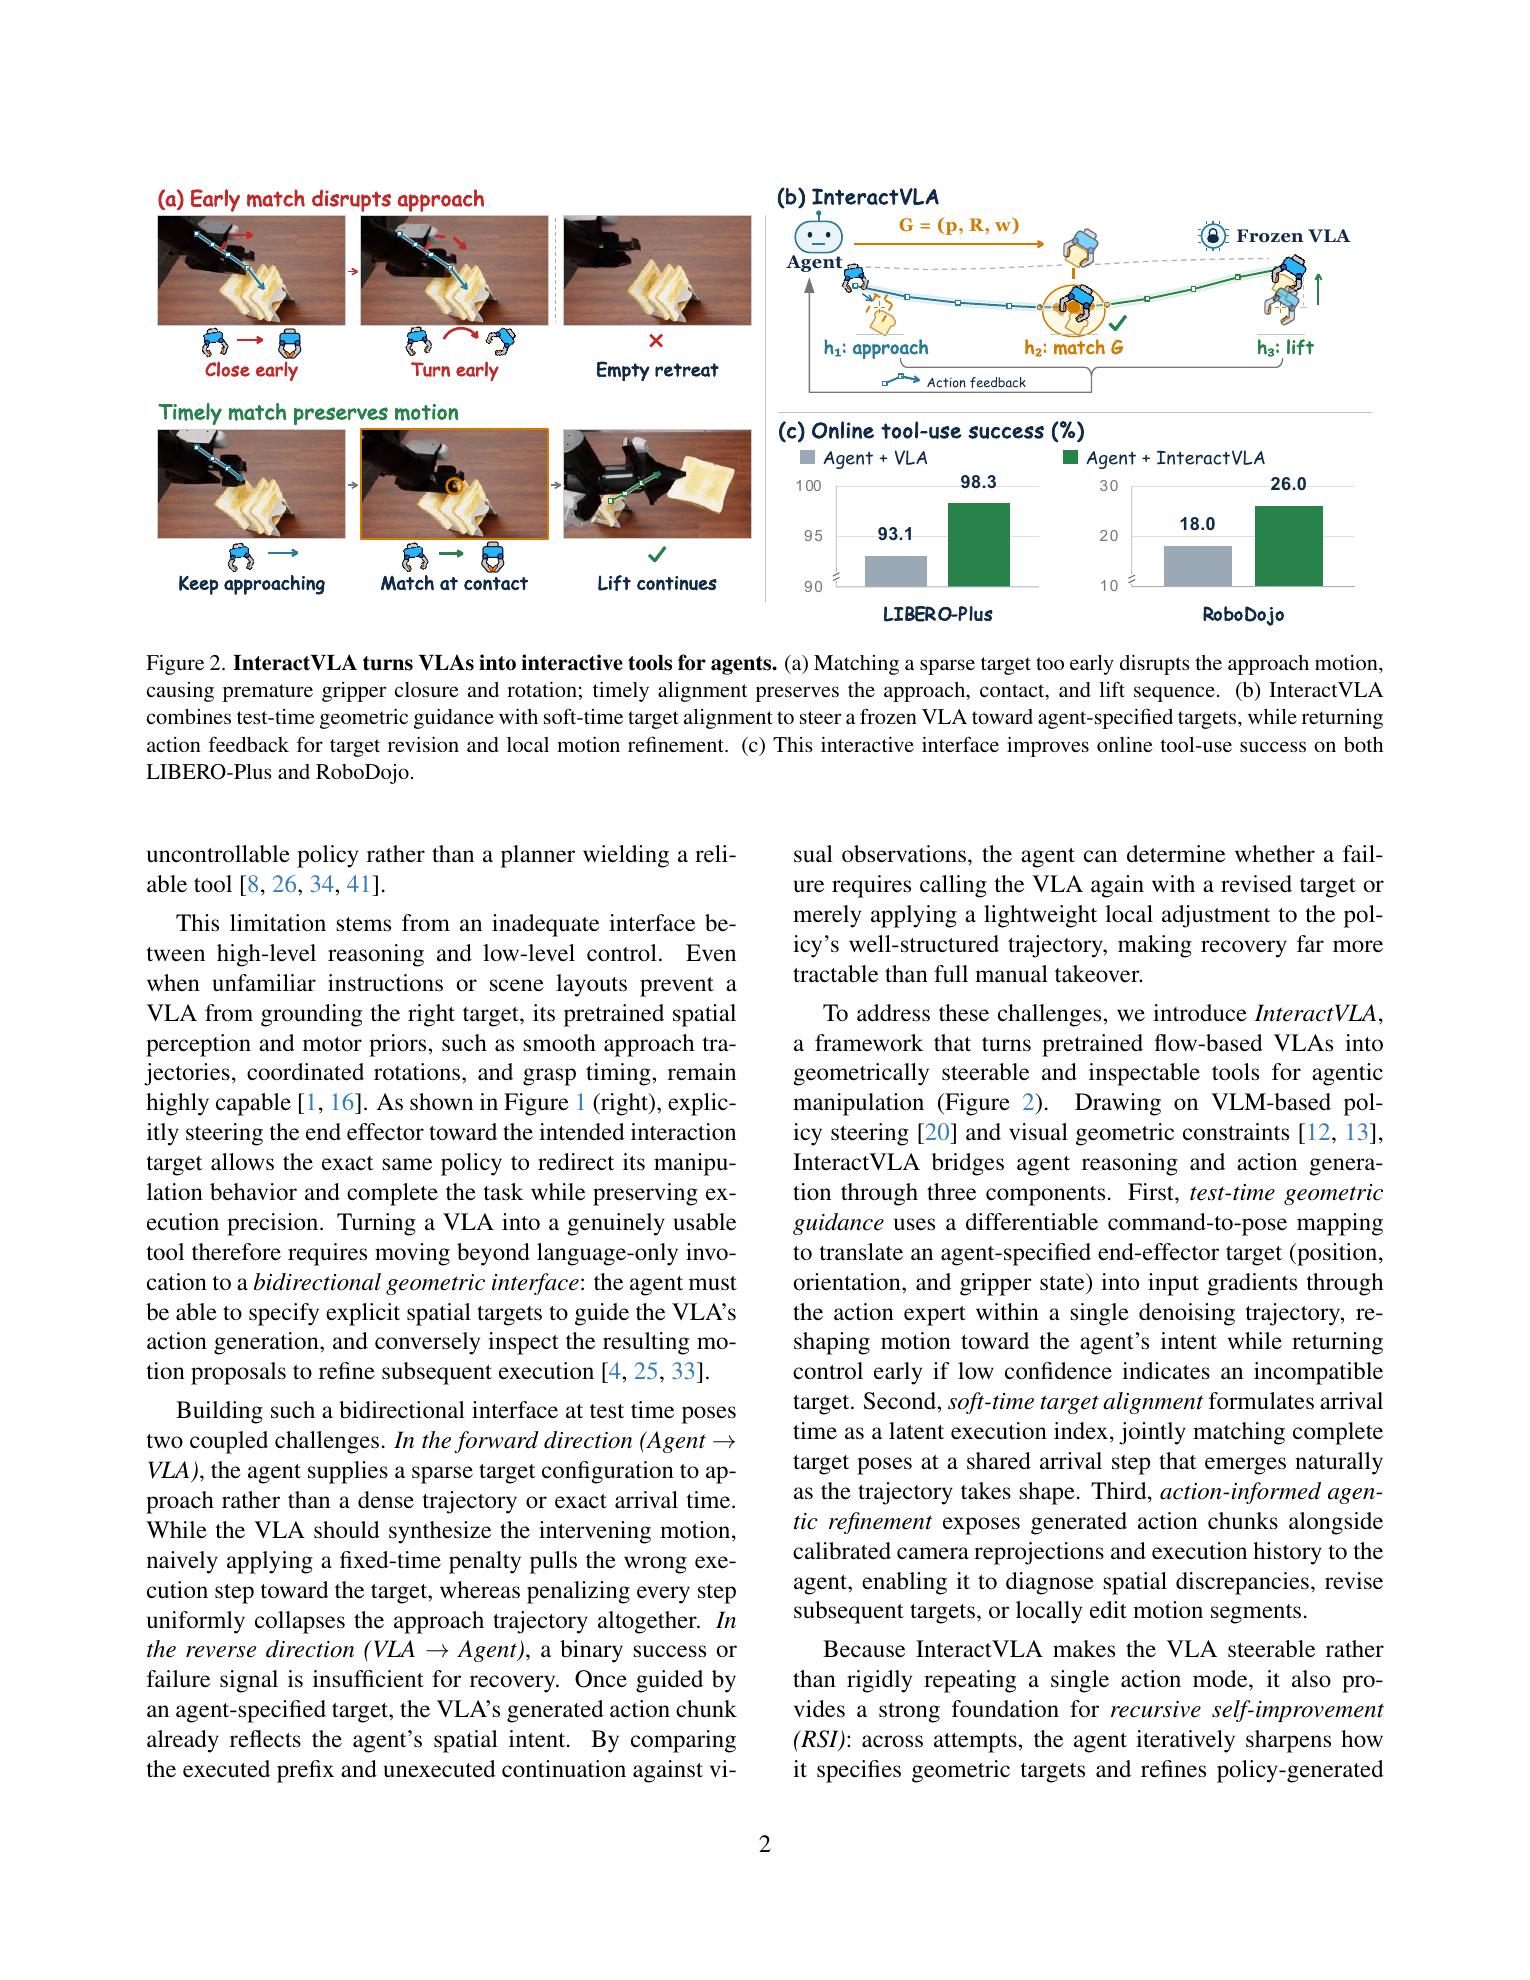 (a) Early match disrupts approach
Close early
Turn early
Empty retreat
Timely match preserves motion
Keep approaching
Match at contact
Lift continues
(b) InteractVLA
G = (p, R, w)
Agent
Frozen VLA
h₁: approach
h₂: match G
h₃: lift
Action feedback
(c) Online tool-use success (%)
Agent + VLA
Agent + InteractVLA
100
95
90
93.1
98.3
LIBERO-Plus
30
20
10
18.0
26.0
RoboDojo
Figure 2. InteractVLA turns VLAs into interactive tools for agents. (a) Matching a sparse target too early disrupts the approach motion,
causing premature gripper closure and rotation; timely alignment preserves the approach, contact, and lift sequence. (b) InteractVLA
combines test-time geometric guidance with soft-time target alignment to steer a frozen VLA toward agent-specified targets, while returning
action feedback for target revision and local motion refinement. (c) This interactive interface improves online tool-use success on both
LIBERO-Plus and RoboDojo.
uncontrollable policy rather than a planner wielding a reli-
able tool [8, 26, 34, 41].
This limitation stems from an inadequate interface be-
tween high-level reasoning and low-level control. Even
when unfamiliar instructions or scene layouts prevent a
VLA from grounding the right target, its pretrained spatial
perception and motor priors, such as smooth approach tra-
jectories, coordinated rotations, and grasp timing, remain
highly capable [1, 16]. As shown in Figure 1 (right), explic-
itly steering the end effector toward the intended interaction
target allows the exact same policy to redirect its manipu-
lation behavior and complete the task while preserving ex-
ecution precision. Turning a VLA into a genuinely usable
tool therefore requires moving beyond language-only invo-
cation to a bidirectional geometric interface: the agent must
be able to specify explicit spatial targets to guide the VLA's
action generation, and conversely inspect the resulting mo-
tion proposals to refine subsequent execution [4, 25, 33].
Building such a bidirectional interface at test time poses
two coupled challenges. In the forward direction (Agent →
VLA), the agent supplies a sparse target configuration to ap-
proach rather than a dense trajectory or exact arrival time.
While the VLA should synthesize the intervening motion,
naively applying a fixed-time penalty pulls the wrong exe-
cution step toward the target, whereas penalizing every step
uniformly collapses the approach trajectory altogether. In
the reverse direction (VLA → Agent), a binary success or
failure signal is insufficient for recovery. Once guided by
an agent-specified target, the VLA's generated action chunk
already reflects the agent's spatial intent. By comparing
the executed prefix and unexecuted continuation against vi-
sual observations, the agent can determine whether a fail-
ure requires calling the VLA again with a revised target or
merely applying a lightweight local adjustment to the pol-
icy's well-structured trajectory, making recovery far more
tractable than full manual takeover.
To address these challenges, we introduce InteractVLA,
a framework that turns pretrained flow-based VLAs into
geometrically steerable and inspectable tools for agentic
manipulation (Figure 2). Drawing on VLM-based pol-
icy steering [20] and visual geometric constraints [12, 13],
InteractVLA bridges agent reasoning and action genera-
tion through three components. First, test-time geometric
guidance uses a differentiable command-to-pose mapping
to translate an agent-specified end-effector target (position,
orientation, and gripper state) into input gradients through
the action expert within a single denoising trajectory, re-
shaping motion toward the agent's intent while returning
control early if low confidence indicates an incompatible
target. Second, soft-time target alignment formulates arrival
time as a latent execution index, jointly matching complete
target poses at a shared arrival step that emerges naturally
as the trajectory takes shape. Third, action-informed agen-
tic refinement exposes generated action chunks alongside
calibrated camera reprojections and execution history to the
agent, enabling it to diagnose spatial discrepancies, revise
subsequent targets, or locally edit motion segments.
Because InteractVLA makes the VLA steerable rather
than rigidly repeating a single action mode, it also pro-
vides a strong foundation for recursive self-improvement
(RSI): across attempts, the agent iteratively sharpens how
it specifies geometric targets and refines policy-generated
2